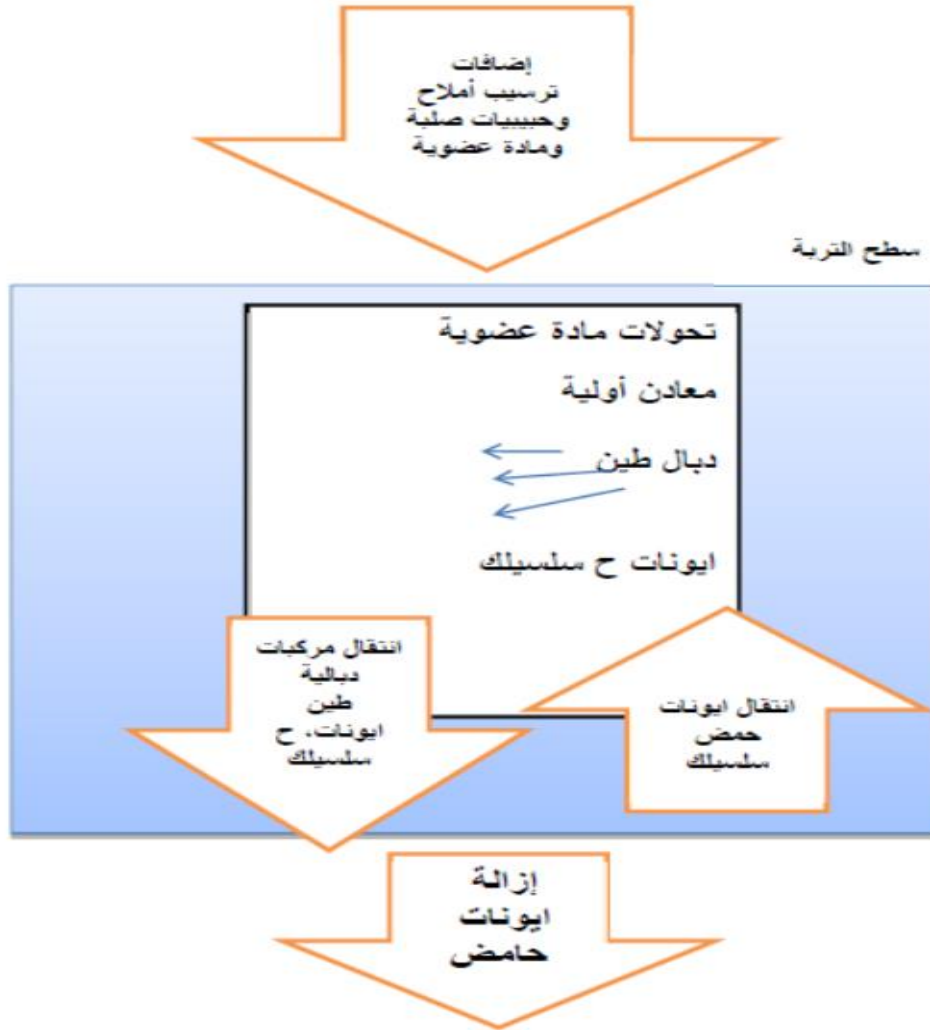 إضافات
ترسيب أملاح
وحبيبيات صلبة
ومادة عضوية
سطح التربة
تحولات مادة عضوية
معادن أولية
دبال طين
ايونات ح سلسيلك
انتقال مركبات
دبالية
طين
ايونات، ح
سلسيلك
انتقال ايونات
حمض
سلسيلك
إزالة
ايونات
حامض